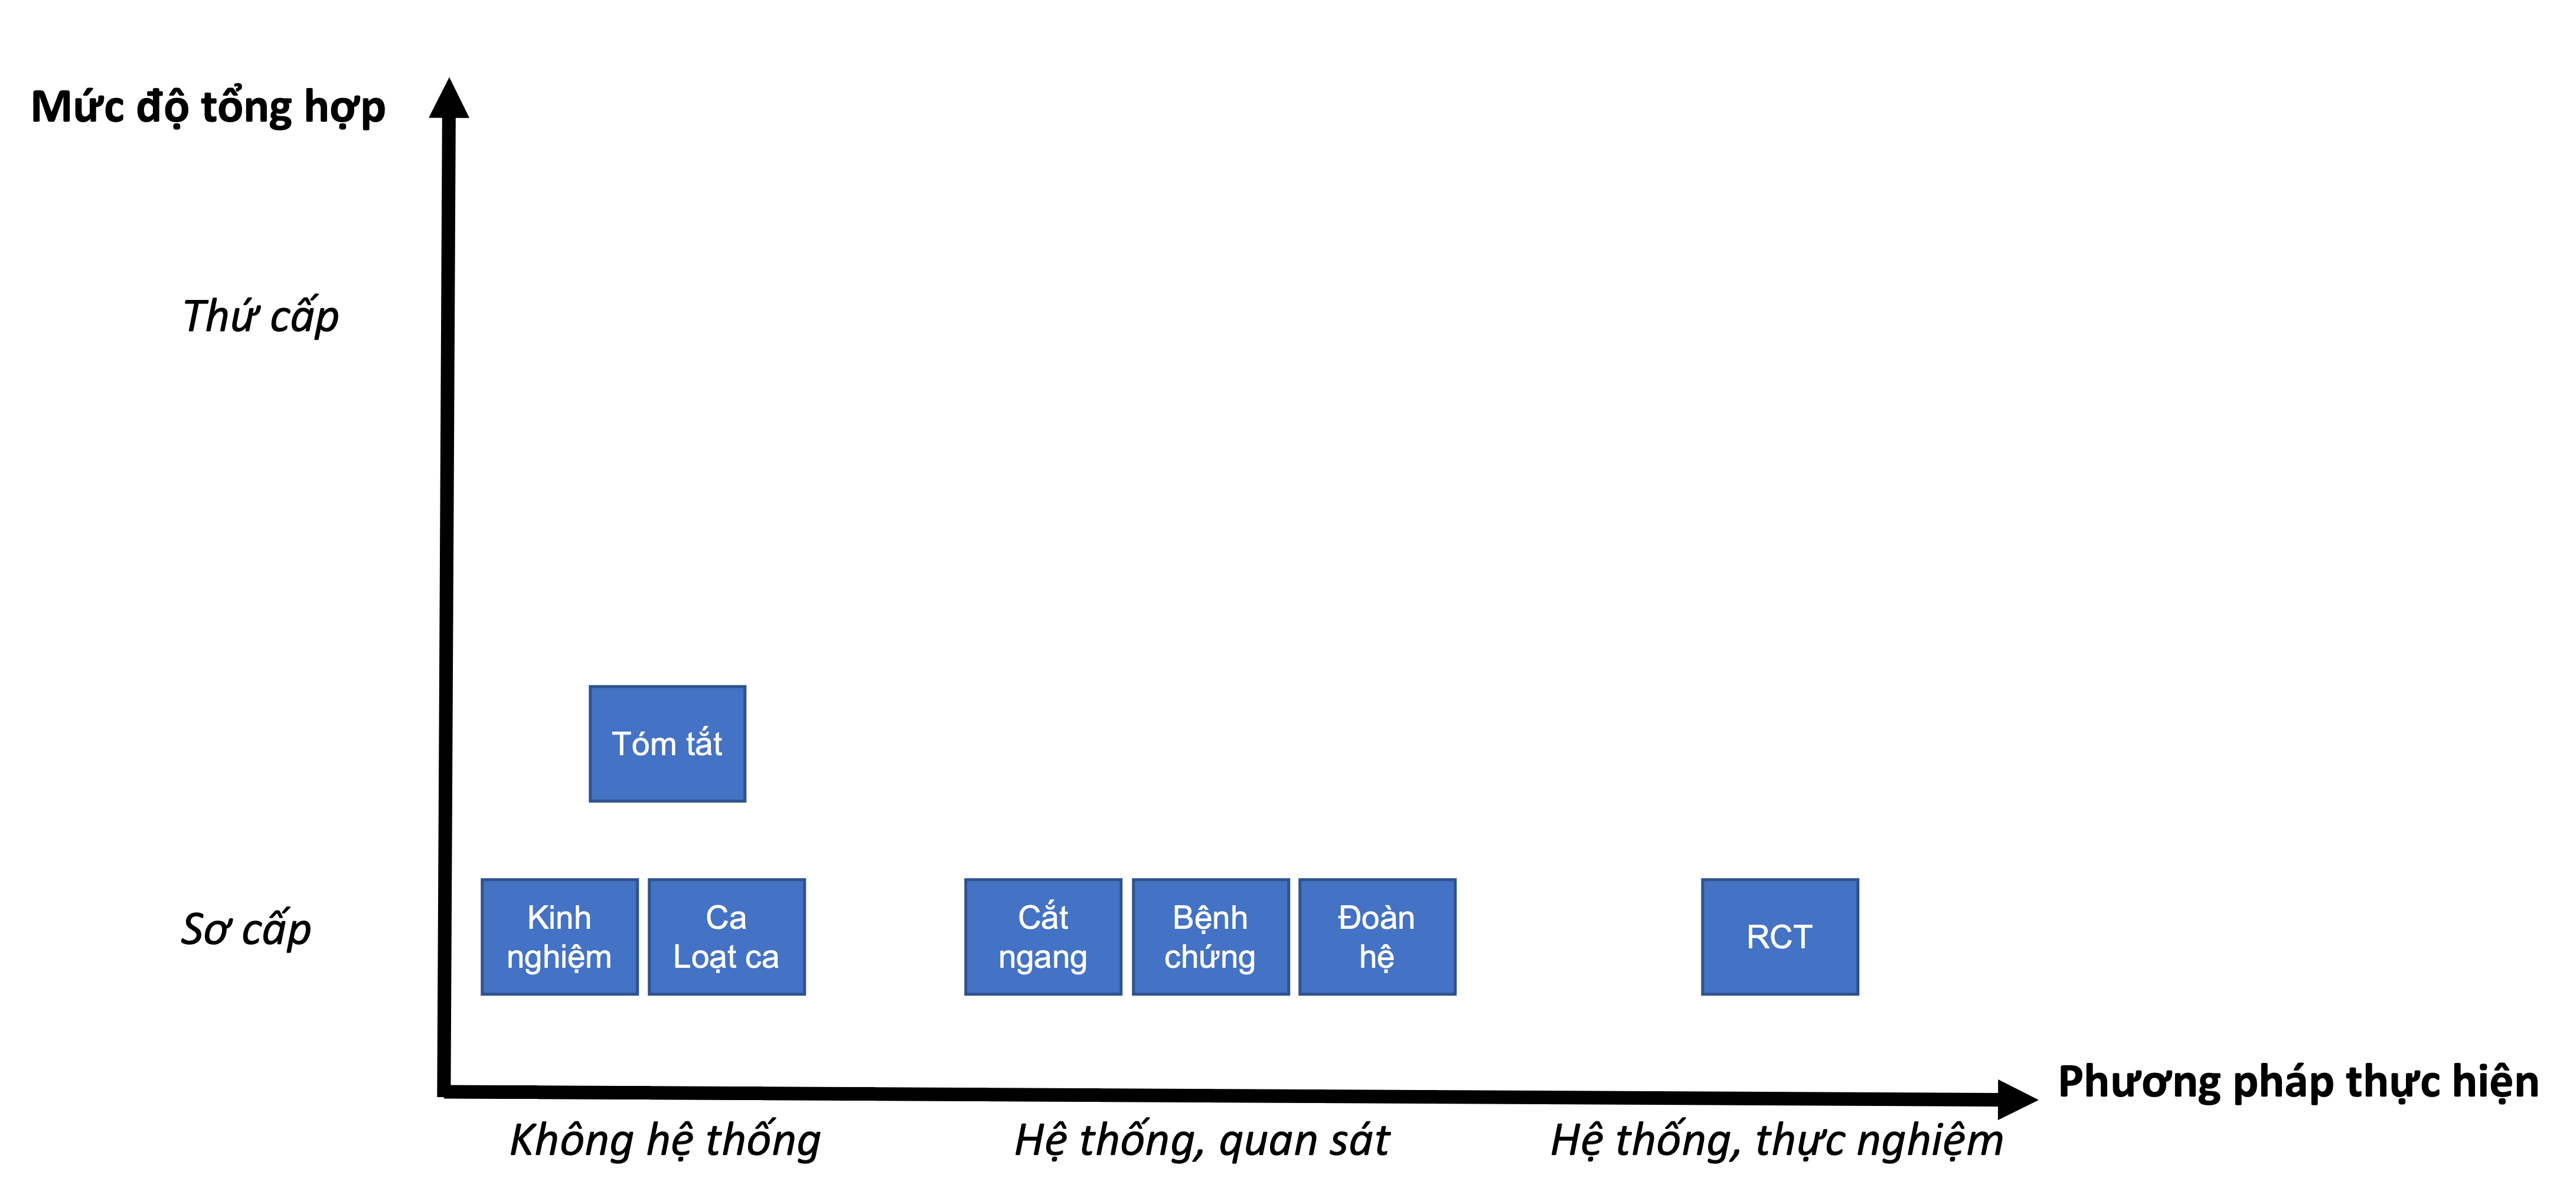 Mức độ tổng hợp
Thứ cấp
Tóm tắt
Sơ cấp
Kinh
nghiệm
Ca
Loạt ca
Cắt
ngang
Bệnh
chứng
Đoàn
hệ
RCT
Phương pháp thực hiện
Không hệ thống
Hệ thống, quan sát
Hệ thống, thực nghiệm